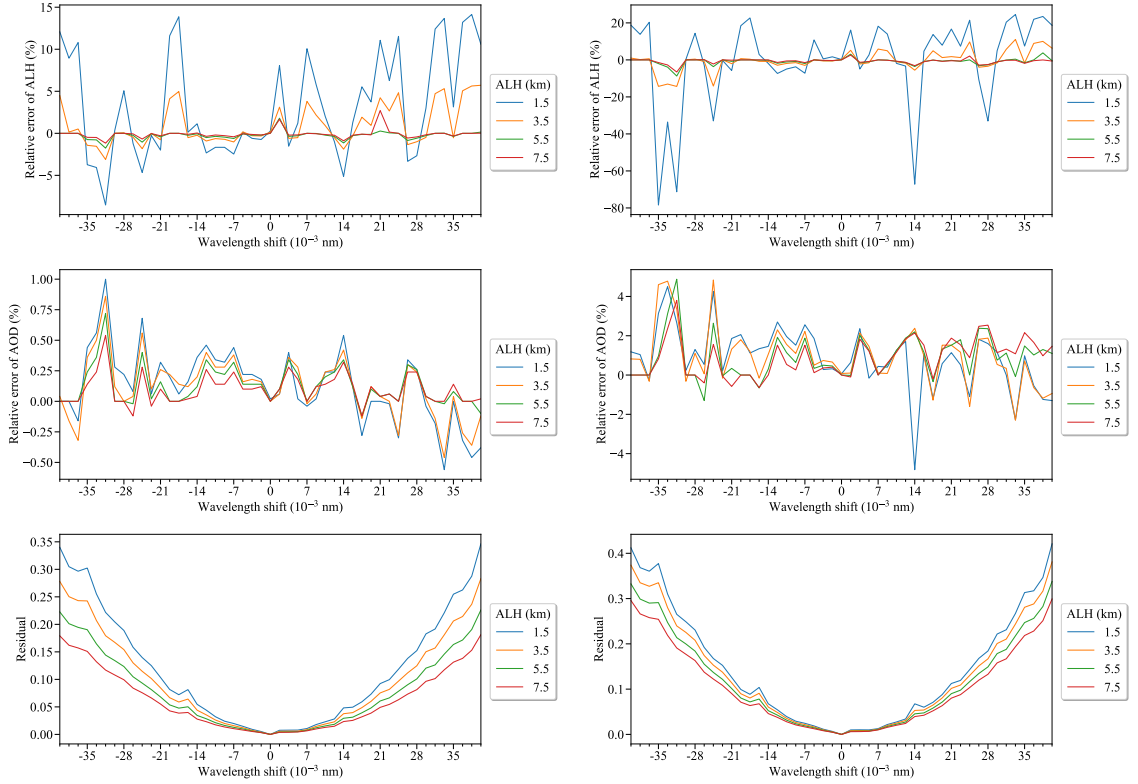 Relative error of ALH (%)
15
10
5
0
−5
-35 -28 -21 -14 -7 0 7 14 21 28 35
Wavelength shift (10⁻³ nm)
ALH (km)
1.5
3.5
5.5
7.5
Relative error of ALH (%)
20
0
−20
−40
−60
−80
-35 -28 -21 -14 -7 0 7 14 21 28 35
Wavelength shift (10⁻³ nm)
ALH (km)
1.5
3.5
5.5
7.5
Relative error of AOD (%)
1.00
0.75
0.50
0.25
0.00
−0.25
−0.50
-35 -28 -21 -14 -7 0 7 14 21 28 35
Wavelength shift (10⁻³ nm)
ALH (km)
1.5
3.5
5.5
7.5
Relative error of AOD (%)
4
2
0
−2
−4
-35 -28 -21 -14 -7 0 7 14 21 28 35
Wavelength shift (10⁻³ nm)
ALH (km)
1.5
3.5
5.5
7.5
Residual
0.35
0.30
0.25
0.20
0.15
0.10
0.05
0.00
-35 -28 -21 -14 -7 0 7 14 21 28 35
Wavelength shift (10⁻³ nm)
ALH (km)
1.5
3.5
5.5
7.5
Residual
0.4
0.3
0.2
0.1
0.0
-35 -28 -21 -14 -7 0 7 14 21 28 35
Wavelength shift (10⁻³ nm)
ALH (km)
1.5
3.5
5.5
7.5